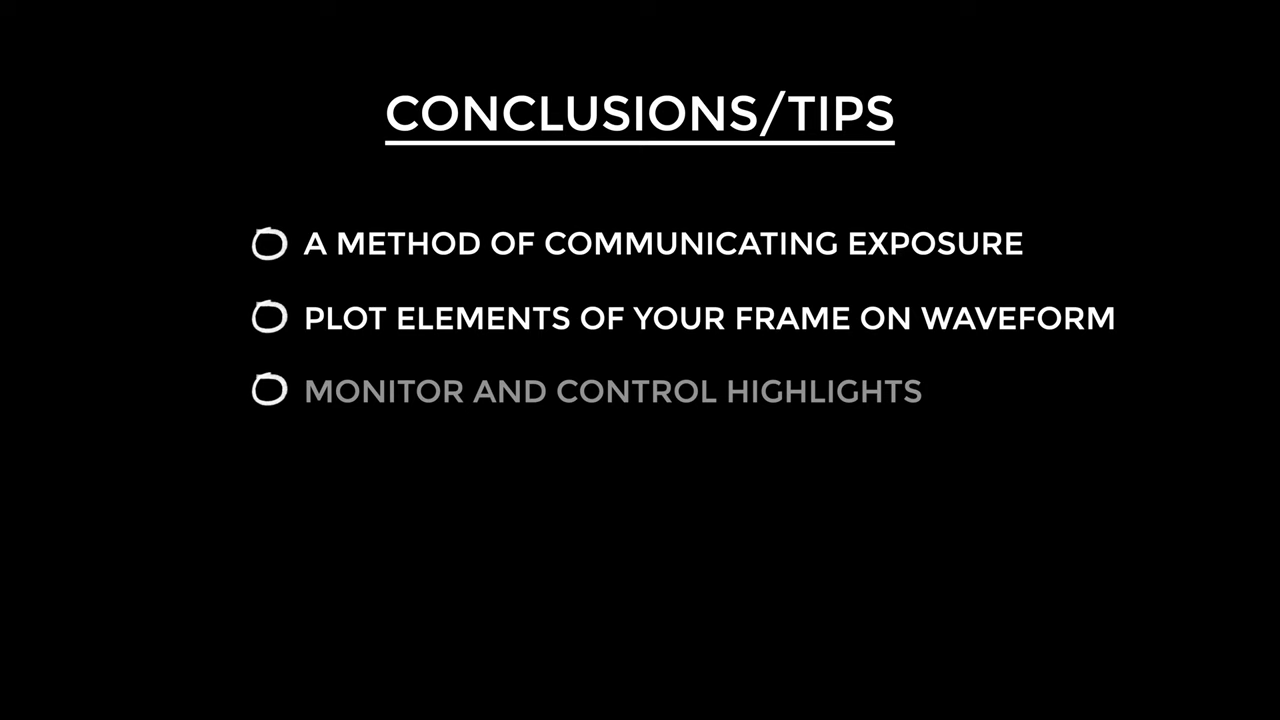 CONCLUSIONS/TIPS
A METHOD OF COMMUNICATING EXPOSURE
PLOT ELEMENTS OF YOUR FRAME ON WAVEFORM
MONITOR AND CONTROL HIGHLIGHTS